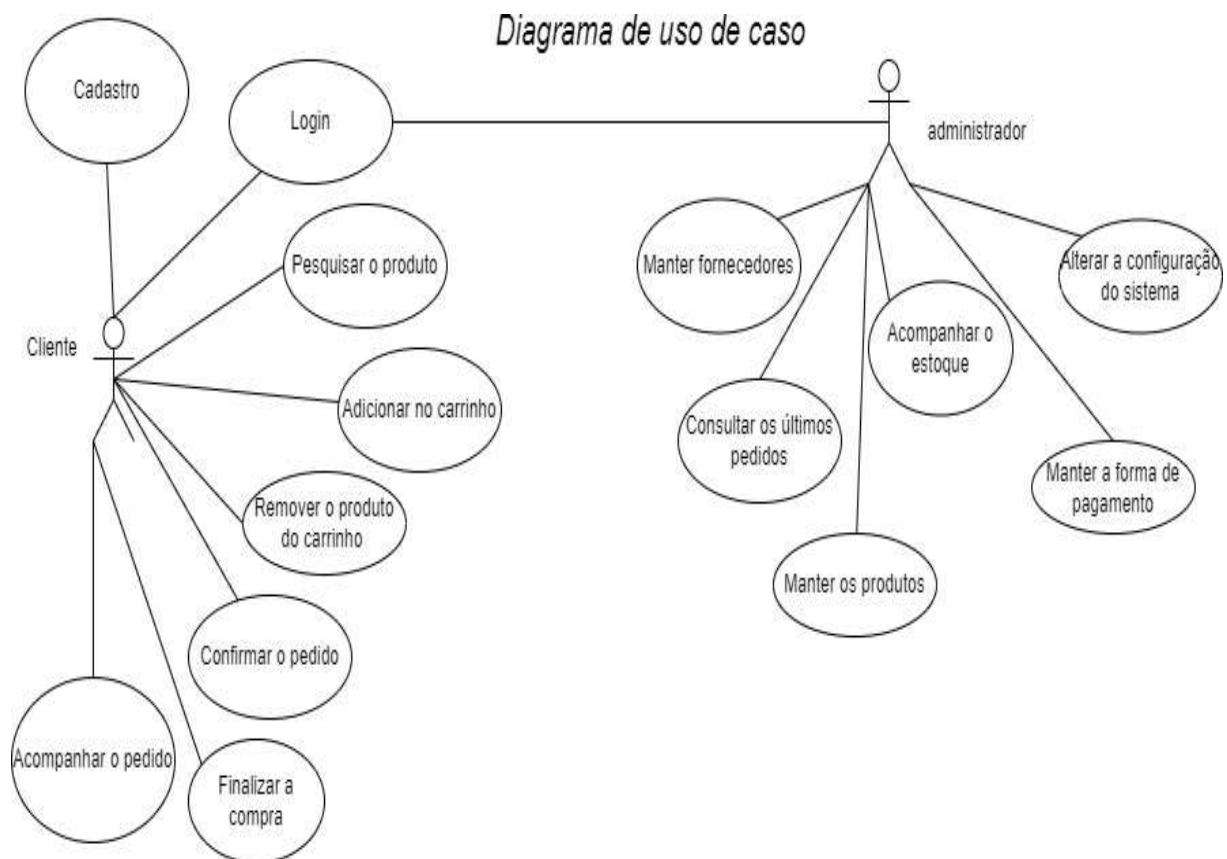 Diagrama de uso de caso
Cadastro
Login
administrador
Pesquisar o produto
Manter fornecedores
Alterar a configuração
do sistema
Cliente
Acompanhar o
estoque
Adicionar no carrinho
Consultar os últimos
pedidos
Manter a forma de
pagamento
Remover o produto
do carrinho
Manter os produtos
Confirmar o pedido
Acompanhar o pedido
Finalizar a
compra